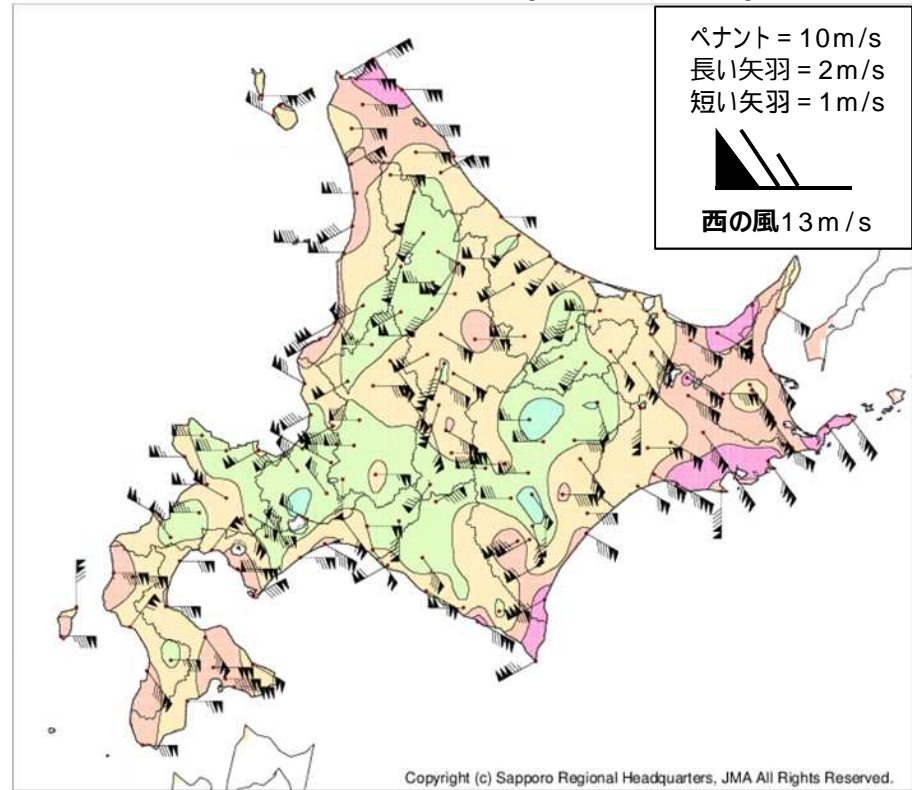 ペナント = 10m/s
長い矢羽 = 2m/s
短い矢羽 = 1m/s
西の風13m/s
Copyright (c) Sapporo Regional Headquarters, JMA All Rights Reserved.